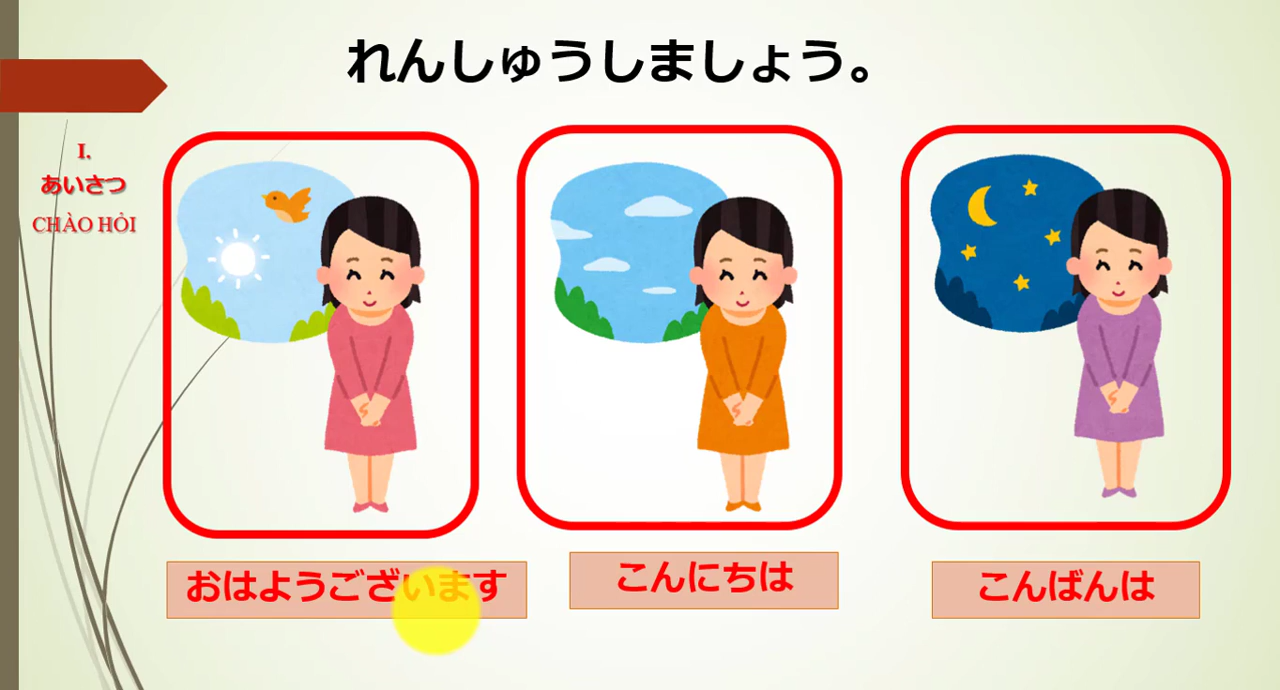 れんしゅうしましょう。
I.
あいさつ
CHÀO HỎI
おはようございます
こんにちは
こんばんは